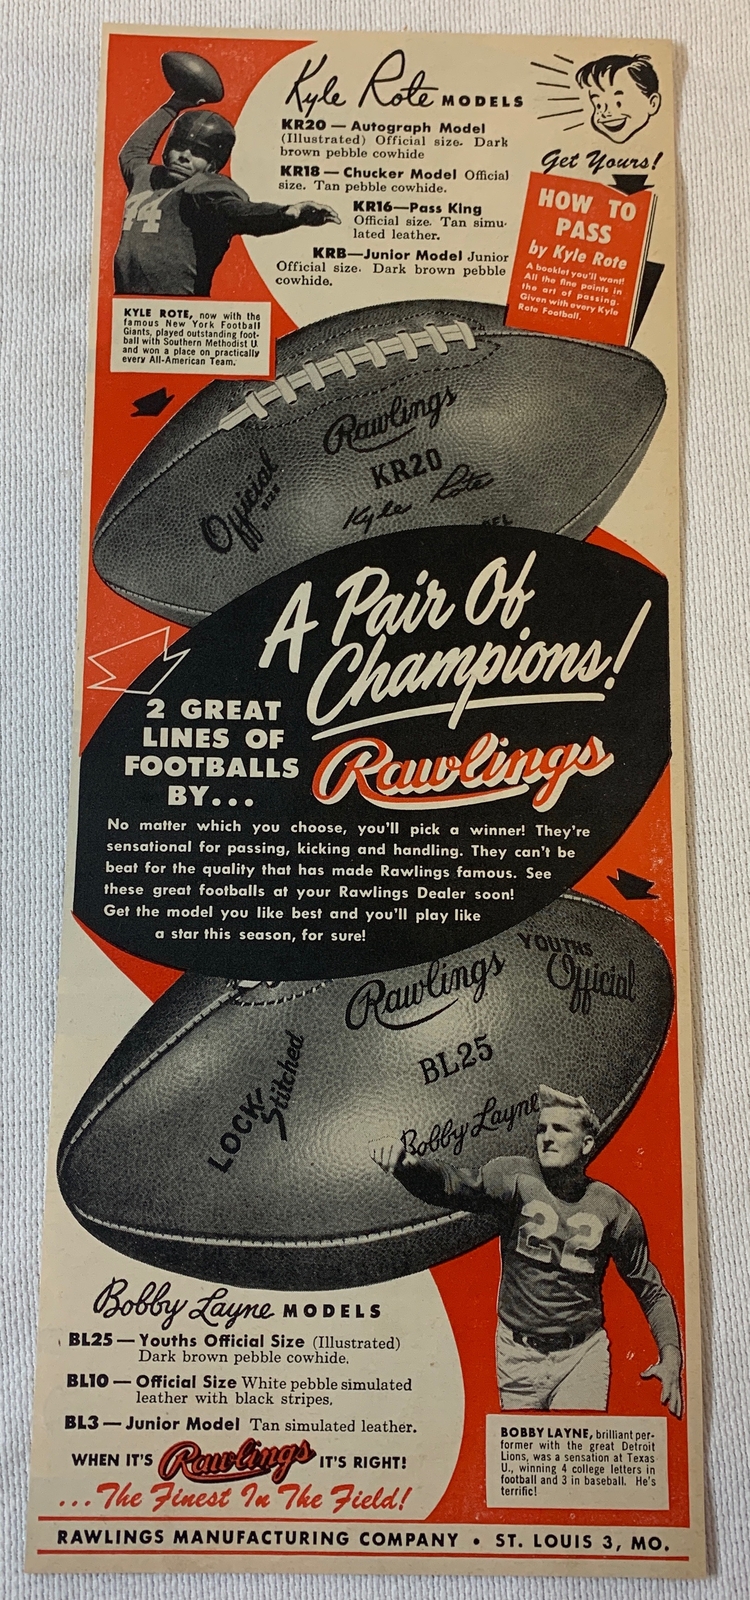 Kyle Rote MODELS
KR20 — Autograph Model
(Illustrated) Official size. Dark
brown pebble cowhide
KR18 — Chucker Model Official
size. Tan pebble cowhide.
KR16—Pass King
Official size. Tan simu-
lated leather.
KRB—Junior Model Junior
Official size. Dark brown pebble
cowhide.
Get Yours!
HOW TO
PASS
by Kyle Rote
A booklet you'll want!
All the fine points in
the art of passing.
Given with every Kyle
Rote Football.
44
KYLE ROTE, now with the
famous New York Football
Giants, played outstanding foot-
ball with Southern Methodist U.
and won a place on practically
every All-American Team.
Rawlings
KR20
Kyle Rote
Official
SIZE
A Pair Of
Champions!
2 GREAT
LINES OF
FOOTBALLS
BY...
Rawlings
No matter which you choose, you'll pick a winner! They're
sensational for passing, kicking and handling. They can't be
beat for the quality that has made Rawlings famous. See
these great footballs at your Rawlings Dealer soon!
Get the model you like best and you'll play like
a star this season, for sure!
YOUTHS
Official
Rawlings
BL25
LOCK-
Stitched
Bobby Layne
22
Bobby Layne MODELS
BL25 — Youths Official Size (Illustrated)
Dark brown pebble cowhide.
BL10 — Official Size White pebble simulated
leather with black stripes.
BL3 — Junior Model Tan simulated leather.
WHEN IT'S Rawlings IT'S RIGHT!
...The Finest In The Field!
BOBBY LAYNE, brilliant per-
former with the great Detroit
Lions, was a sensation at Texas
U., winning 4 college letters in
football and 3 in baseball. He's
terrific!
RAWLINGS MANUFACTURING COMPANY • ST. LOUIS 3, MO.